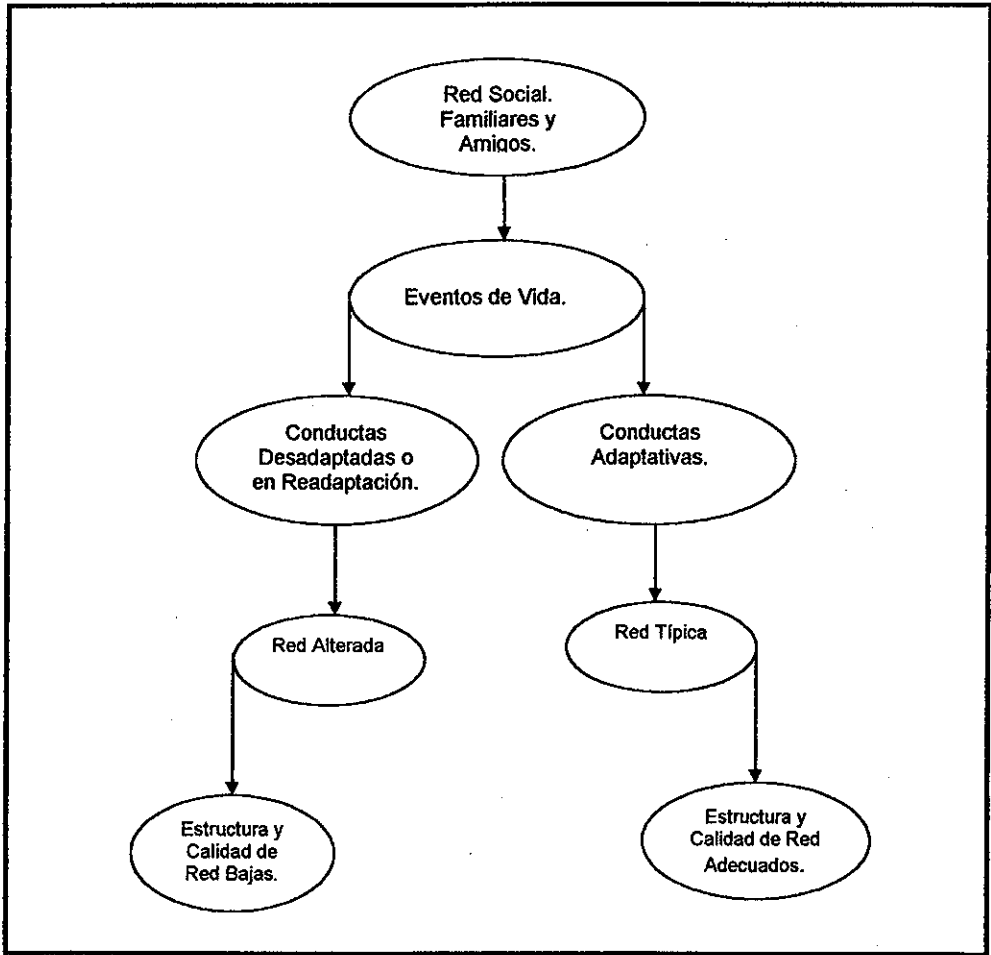 Red Social.
Familiares y
Amigos.
Eventos de Vida.
Conductas
Desadaptadas o
en Readaptación.
Conductas
Adaptativas.
Red Alterada
Red Típica
Estructura y
Calidad de
Red Bajas.
Estructura y
Calidad de Red
Adecuados.